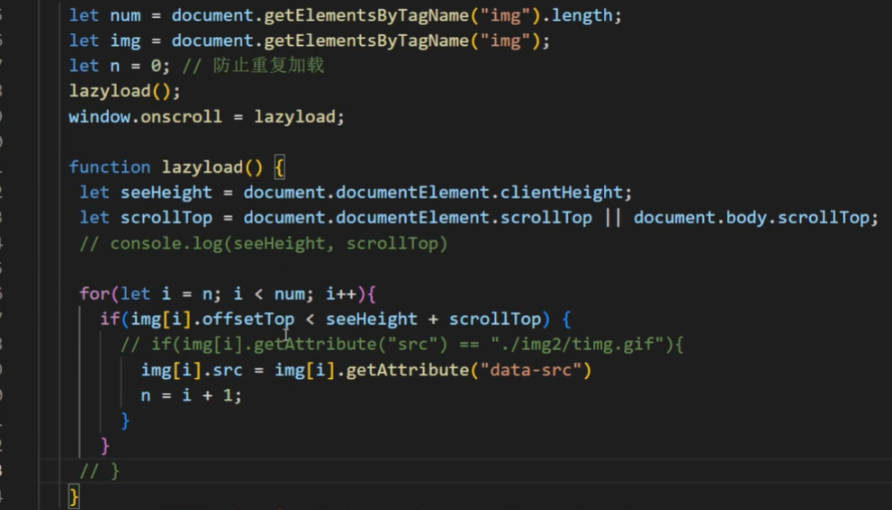 let num = document.getElementsByTagName("img").length;
let img = document.getElementsByTagName("img");
let n = 0; // 防止重复加载
lazyload();
window.onscroll = lazyload;
function lazyload() {
let seeHeight = document.documentElement.clientHeight;
let scrollTop = document.documentElement.scrollTop || document.body.scrollTop;
// console.log(seeHeight, scrollTop)
for(let i = n; i < num; i++){
if(img[i].offsetTop < seeHeight + scrollTop) {
// if(img[i].getAttribute("src") == "./img2/timg.gif"){
img[i].src = img[i].getAttribute("data-src")
n = i + 1;
}
}
// }
}